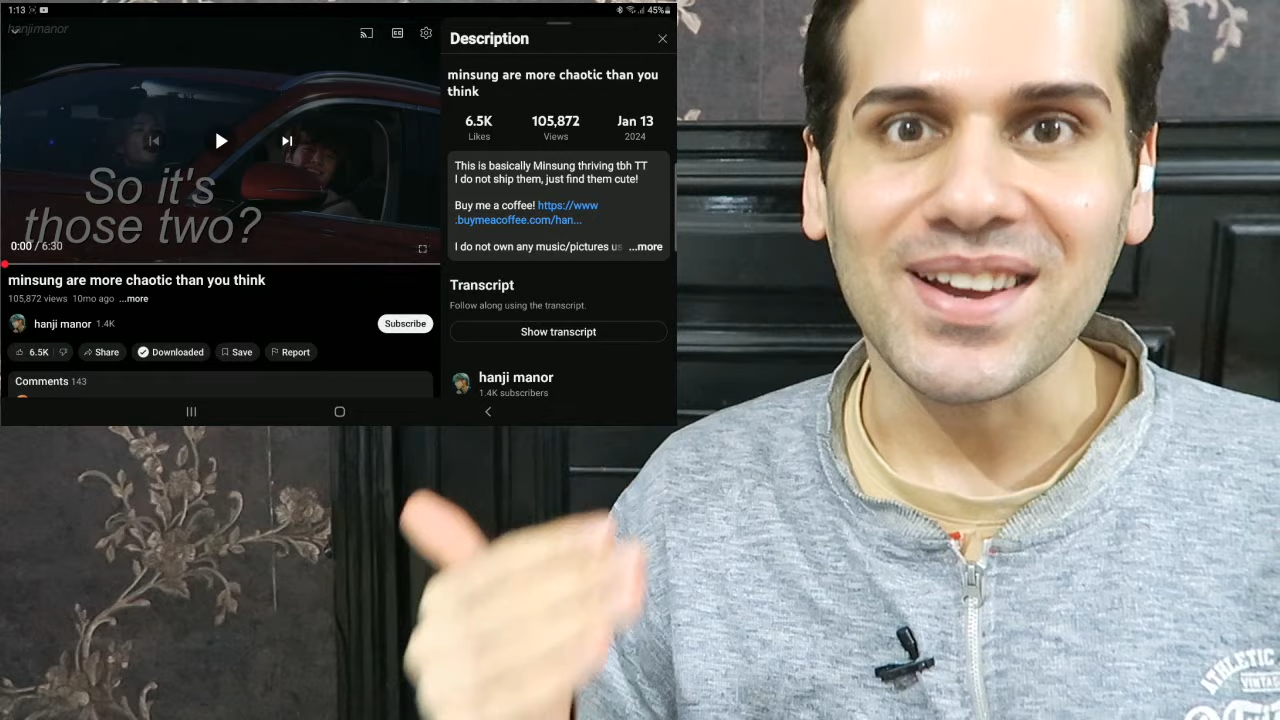 1:13
45%
hanjimanor
So it's
those two?
0:00 / 6:30
minsung are more chaotic than you think
105,872 views 10mo ago ...more
hanji manor 1.4K
Subscribe
6.5K
Share
Downloaded
Save
Report
Comments 143
Description
minsung are more chaotic than you
think
6.5K 105,872 Jan 13
Likes Views 2024
This is basically Minsung thriving tbh TT
I do not ship them, just find them cute!
Buy me a coffee! https://www
.buymeacoffee.com/han...
I do not own any music/pictures us ...more
Transcript
Follow along using the transcript.
Show transcript
hanji manor
1.4K subscribers
ATHLETIC
VINTAGE